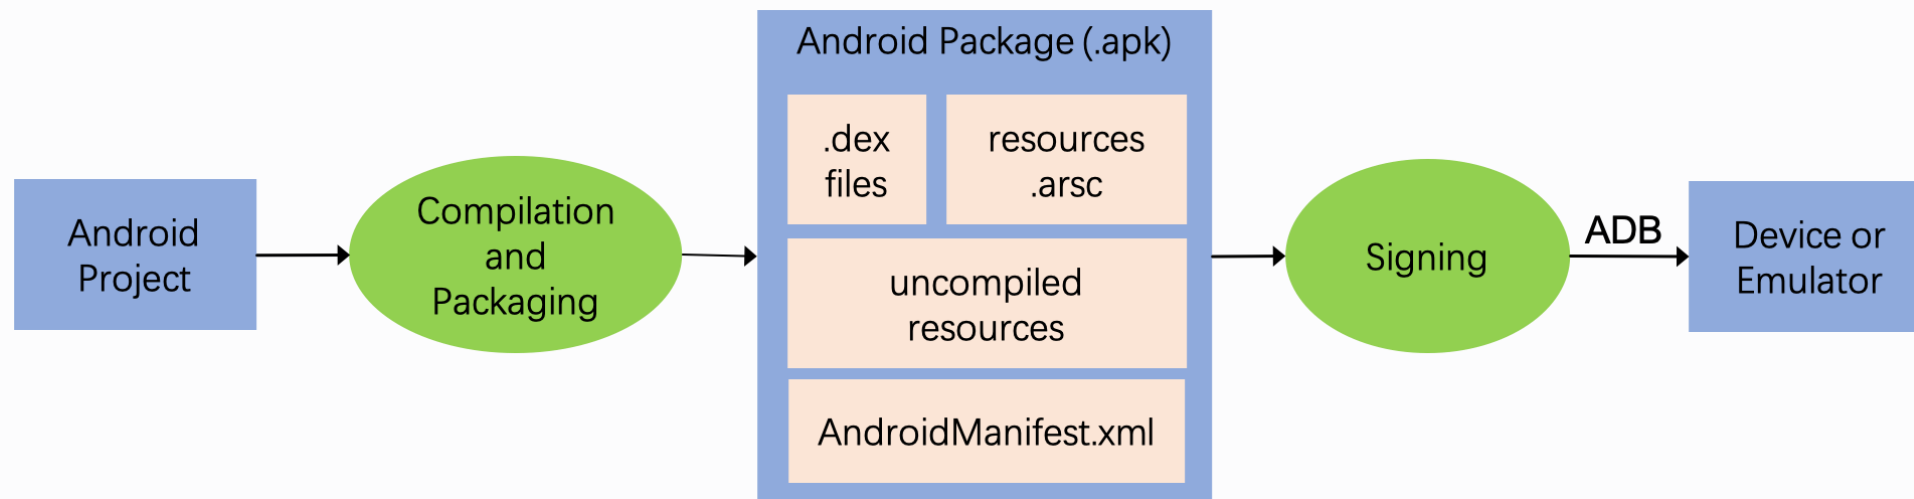 Android
Project
Compilation
and
Packaging
Android Package (.apk)
.dex
files
resources
.arsc
uncompiled
resources
AndroidManifest.xml
Signing
ADB
Device or
Emulator